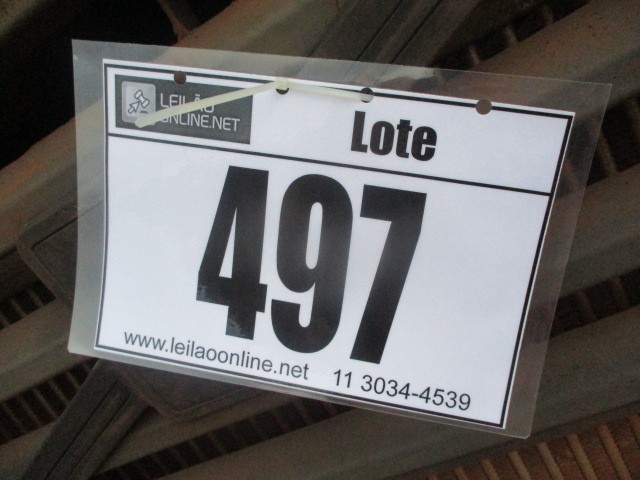 LEILÃO
ONLINE.NET
Lote
497
www.leilaoonline.net
11 3034-4539